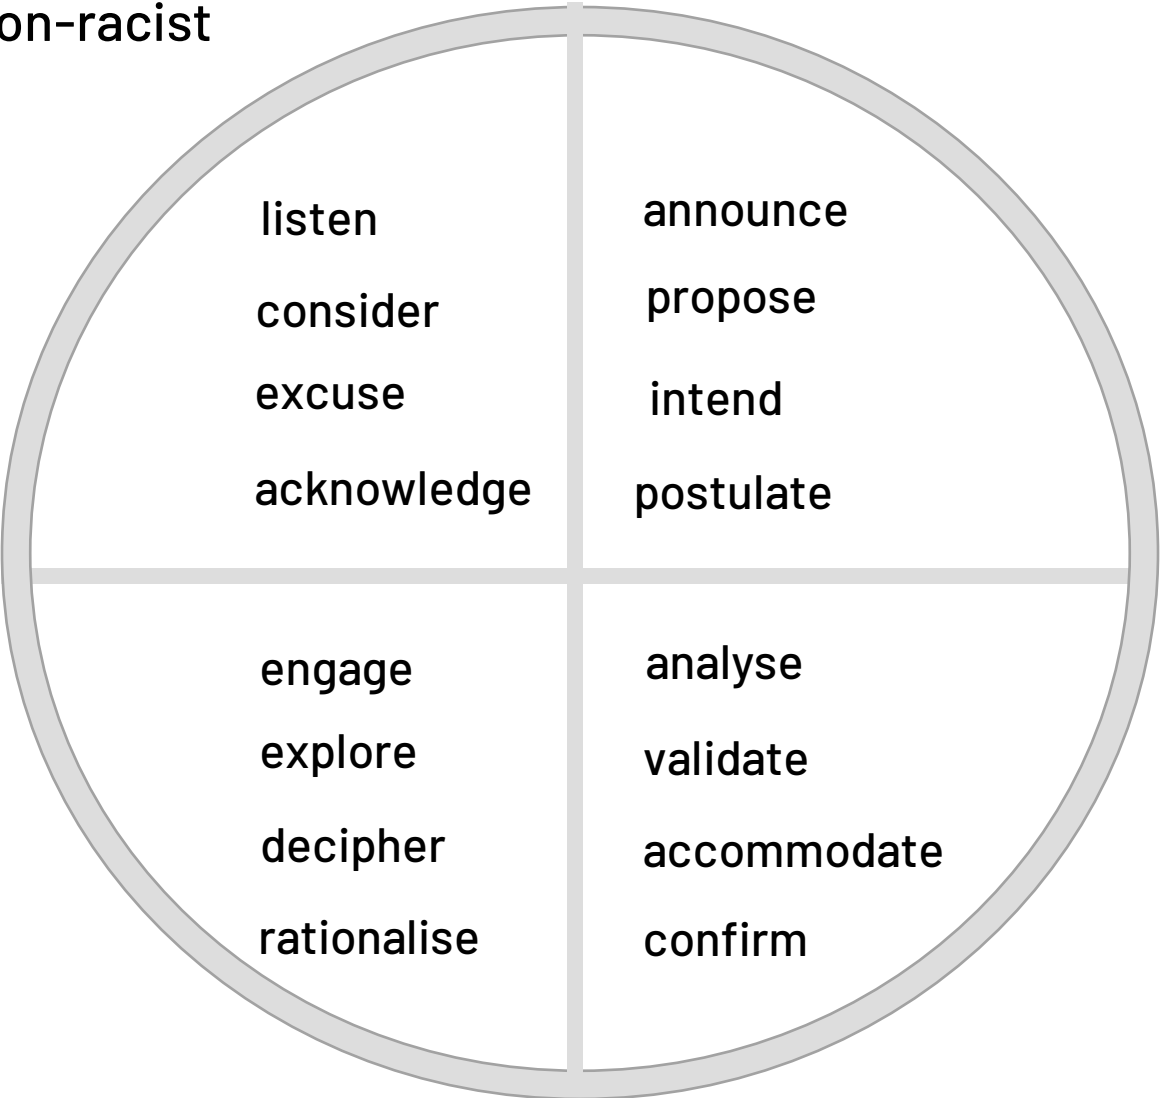 on-racist
listen
consider
excuse
acknowledge
announce
propose
intend
postulate
engage
explore
decipher
rationalise
analyse
validate
accommodate
confirm